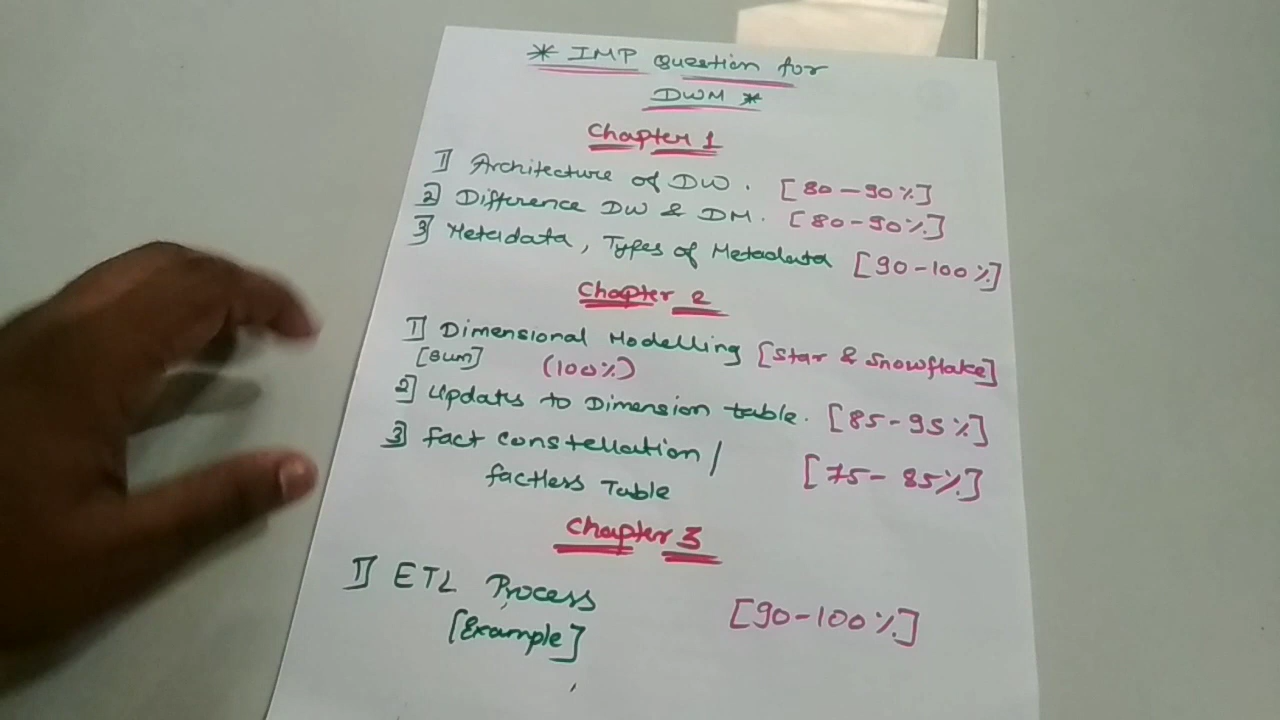 * IMP Question for
DWM *
Chapter 1
1] Architecture of DW. [80-90%]
2] Difference DW & DM. [80-90%]
3] Metadata, Types of Metadata [90-100%]
Chapter 2
1] Dimensional Modelling [Star & Snowflake]
[Sum] (100%)
2] Updates to Dimension table. [85-95%]
3] Fact constellation /
factless Table [75-85%]
Chapter 3
1] ETL Process
[Example] [90-100%]